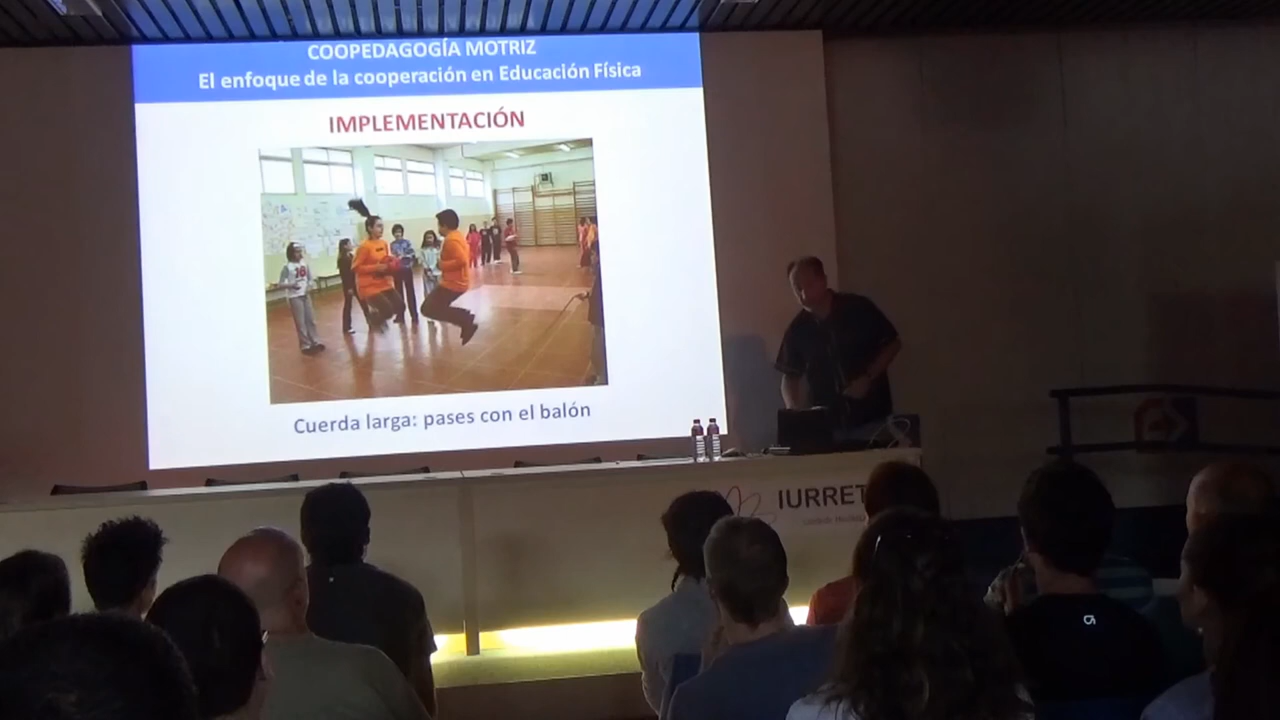 COOPEDAGOGÍA MOTRIZ
El enfoque de la cooperación en Educación Física
IMPLEMENTACIÓN
Cuerda larga: pases con el balón
IURRET